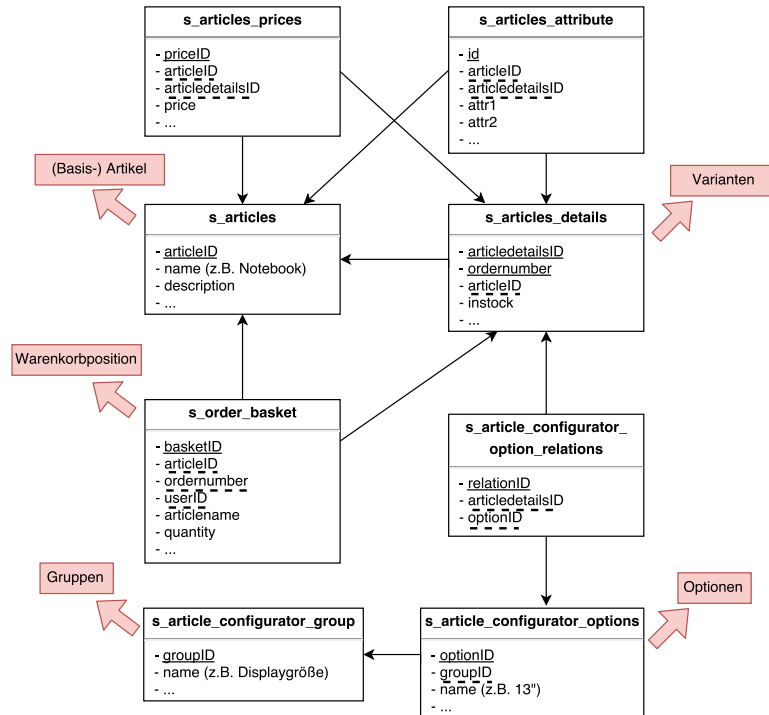 s_articles_prices
- priceID
- articleID
- articledetailsID
- price
- ...
s_articles_attribute
- id
- articleID
- articledetailsID
- attr1
- attr2
- ...
(Basis-) Artikel
Varianten
s_articles
- articleID
- name (z.B. Notebook)
- description
- ...
s_articles_details
- articledetailsID
- ordernumber
- articleID
- instock
- ...
Warenkorbposition
s_order_basket
- basketID
- articleID
- ordernumber
- userID
- articlename
- quantity
- ...
s_article_configurator_
option_relations
- relationID
- articledetailsID
- optionID
Gruppen
Optionen
s_article_configurator_group
- groupID
- name (z.B. Displaygröße)
- ...
s_article_configurator_options
- optionID
- groupID
- name (z.B. 13")
- ...